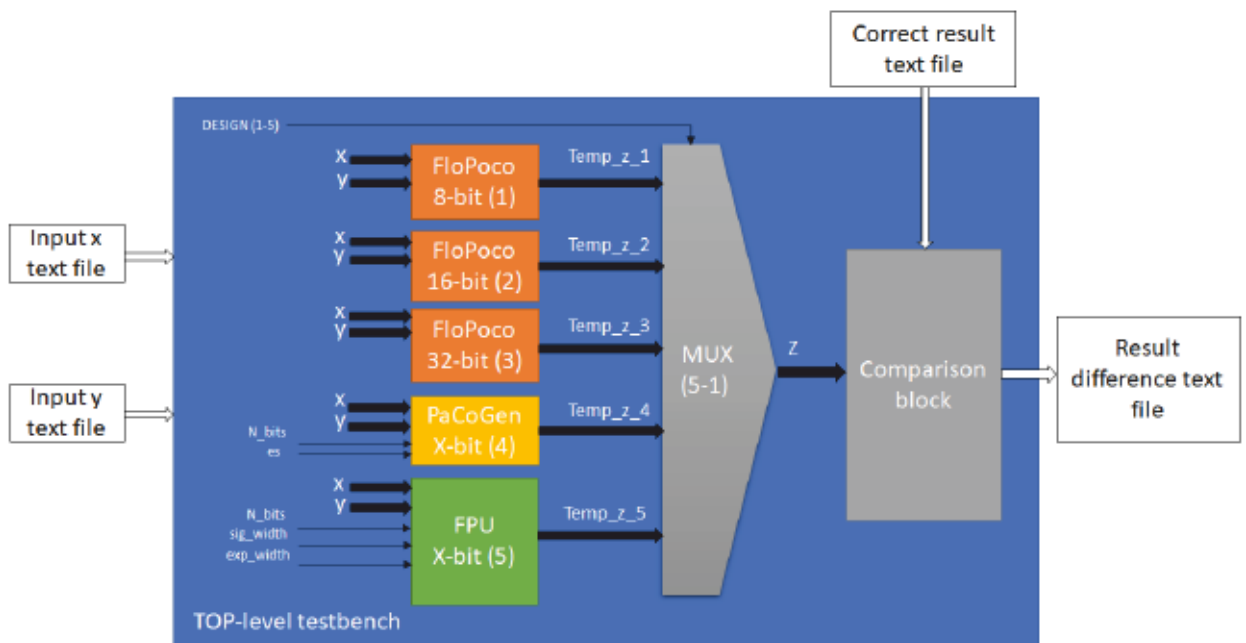 Correct result
text file
DESIGN (1-5)
x
y
FloPoco
8-bit (1)
Temp_z_1
Input x
text file
x
y
FloPoco
16-bit (2)
Temp_z_2
x
y
FloPoco
32-bit (3)
Temp_z_3
MUX
(5-1)
Z
Comparison
block
Result
difference text
file
Input y
text file
x
y
N_bits
es
PaCoGen
X-bit (4)
Temp_z_4
x
y
N_bits
sig_width
exp_width
FPU
X-bit (5)
Temp_z_5
TOP-level testbench